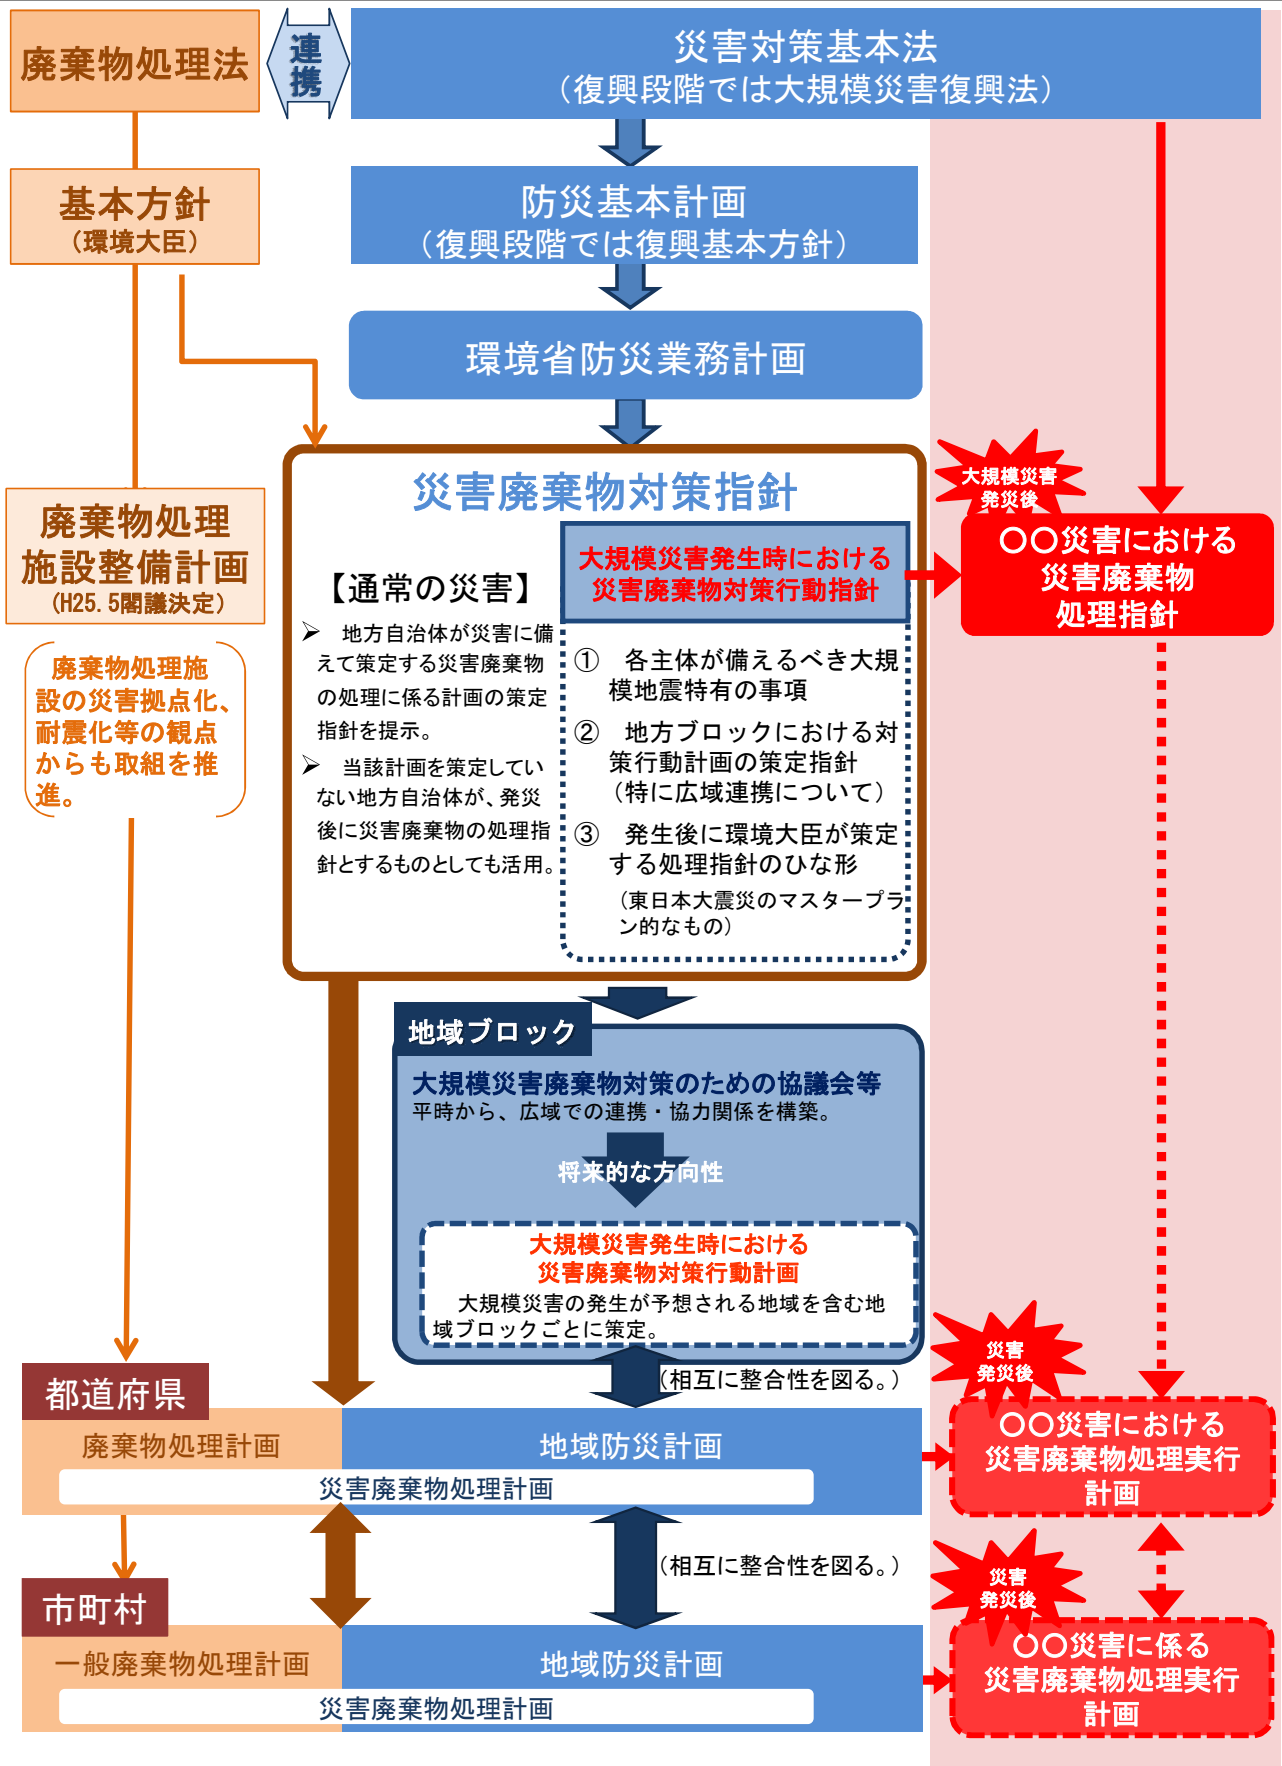 廃棄物処理法
連
携
災害対策基本法
（復興段階では大規模災害復興法）
基本方針
（環境大臣）
防災基本計画
（復興段階では復興基本方針）
環境省防災業務計画
廃棄物処理
施設整備計画
（H25.5閣議決定）
廃棄物処理施
設の災害拠点化、
耐震化等の観点
からも取組を推
進。
災害廃棄物対策指針
【通常の災害】
➢ 地方自治体が災害に備
えて策定する災害廃棄物
の処理に係る計画の策定
指針を提示。
➢ 当該計画を策定してい
ない地方自治体が、発災
後に災害廃棄物の処理指
針とするものとしても活用。
大規模災害発生時における
災害廃棄物対策行動指針
① 各主体が備えるべき大規
模地震特有の事項
② 地方ブロックにおける対
策行動計画の策定指針
（特に広域連携について）
③ 発生後に環境大臣が策定
する処理指針のひな形
（東日本大震災のマスタープラ
ン的なもの）
大規模災害
発災後
〇〇災害における
災害廃棄物
処理指針
地域ブロック
大規模災害廃棄物対策のための協議会等
平時から、広域での連携・協力関係を構築。
将来的な方向性
大規模災害発生時における
災害廃棄物対策行動計画
大規模災害の発生が予想される地域を含む地
域ブロックごとに策定。
（相互に整合性を図る。）
都道府県
廃棄物処理計画
地域防災計画
災害廃棄物処理計画
災害
発災後
〇〇災害における
災害廃棄物処理実行
計画
（相互に整合性を図る。）
市町村
一般廃棄物処理計画
地域防災計画
災害廃棄物処理計画
災害
発災後
〇〇災害に係る
災害廃棄物処理実行
計画